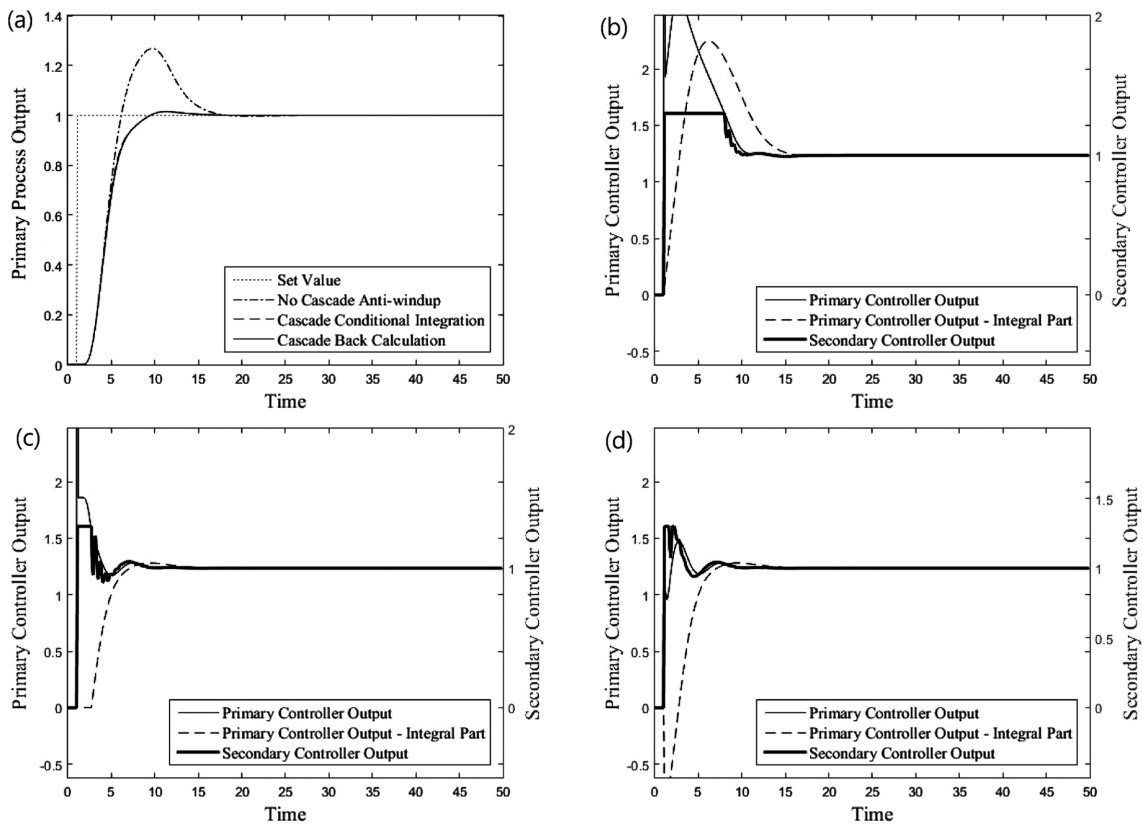 (a)
1.4
1.2
1
0.8
0.6
0.4
0.2
0
Primary Process Output
0 5 10 15 20 25 30 35 40 45 50
Time
Set Value
No Cascade Anti-windup
Cascade Conditional Integration
Cascade Back Calculation
(b)
2
1.5
1
0.5
0
-0.5
Primary Controller Output
2
1
0
Secondary Controller Output
0 5 10 15 20 25 30 35 40 45 50
Time
Primary Controller Output
Primary Controller Output - Integral Part
Secondary Controller Output
(c)
2
1.5
1
0.5
0
-0.5
Primary Controller Output
2
1
0
Secondary Controller Output
0 5 10 15 20 25 30 35 40 45 50
Time
Primary Controller Output
Primary Controller Output - Integral Part
Secondary Controller Output
(d)
2
1.5
1
0.5
0
-0.5
Primary Controller Output
1.5
1
0
Secondary Controller Output
0 5 10 15 20 25 30 35 40 45 50
Time
Primary Controller Output
Primary Controller Output - Integral Part
Secondary Controller Output